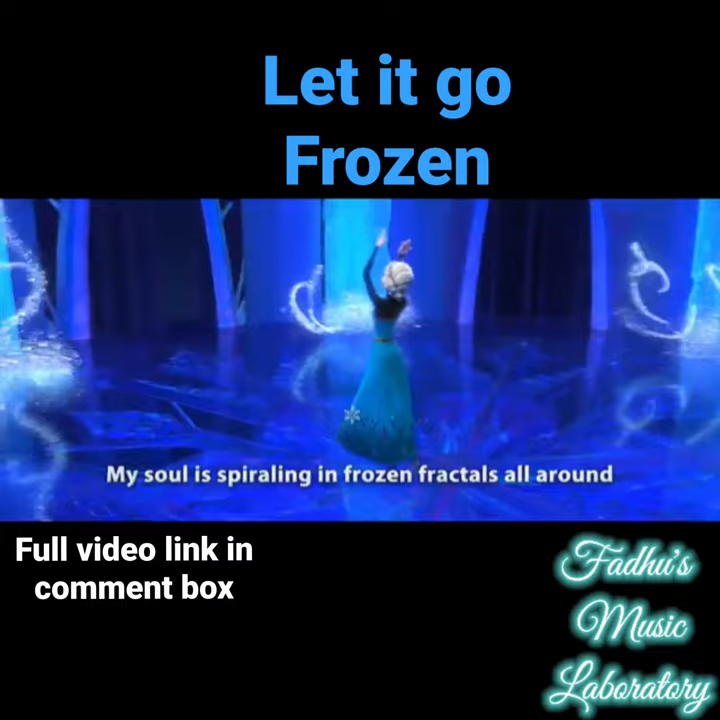 Let it go
Frozen
My soul is spiraling in frozen fractals all around
Full video link in
comment box
Fadhu's
Music
Laboratory